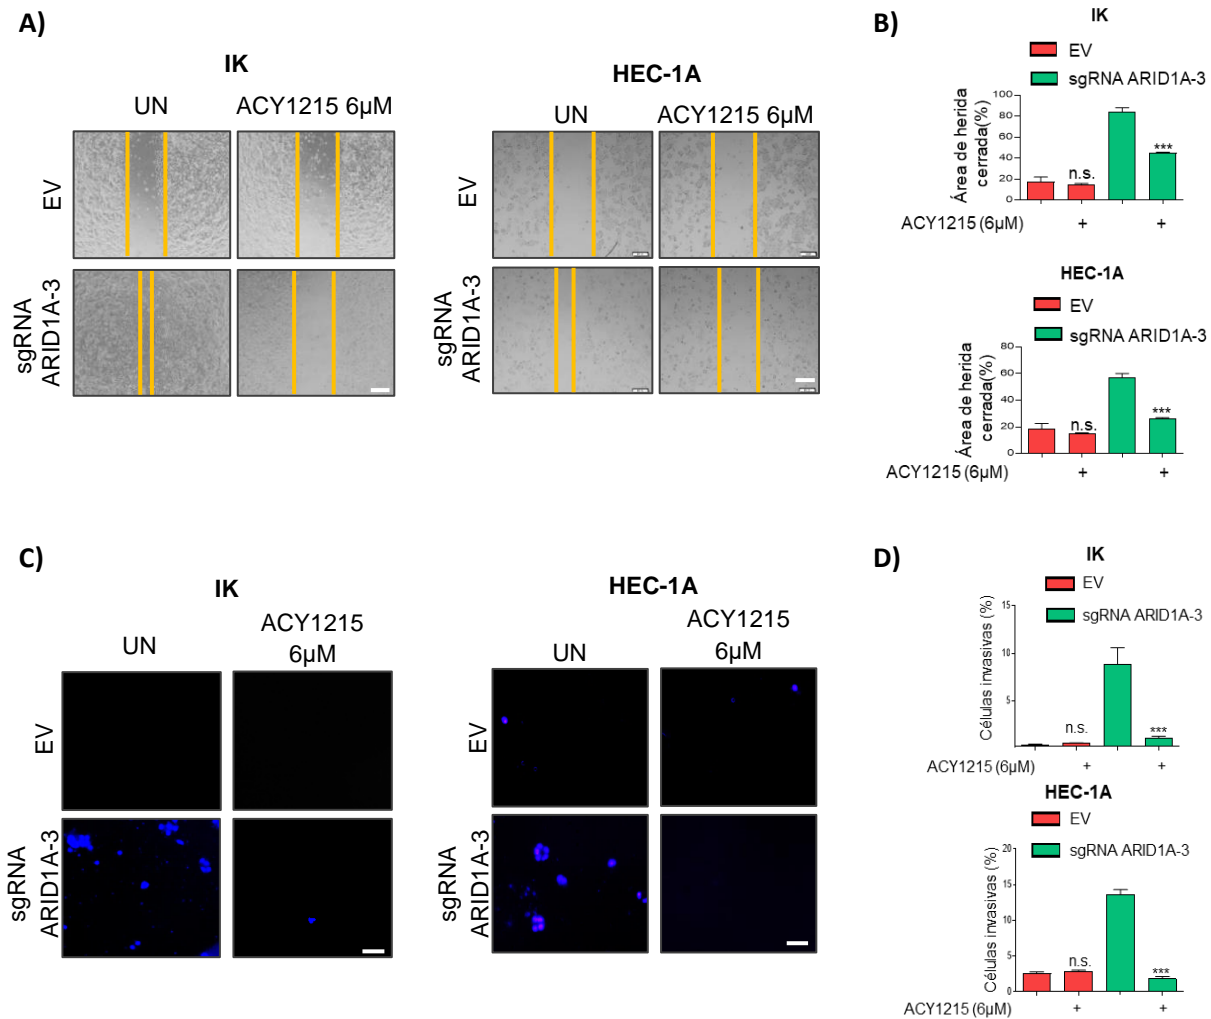 A)
IK
UN
ACY1215 6µM
EV
sgRNA
ARID1A-3
HEC-1A
UN
ACY1215 6µM
EV
sgRNA
ARID1A-3
B)
IK
EV
sgRNA ARID1A-3
Área de herida
cerrada(%)
100
80
60
40
20
0
n.s.
***
ACY1215 (6µM)
+
+
HEC-1A
EV
sgRNA ARID1A-3
Área de herida
cerrada(%)
80
60
40
20
0
n.s.
***
ACY1215 (6µM)
+
+
C)
IK
UN
ACY1215
6µM
EV
sgRNA
ARID1A-3
HEC-1A
UN
ACY1215
6µM
EV
sgRNA
ARID1A-3
D)
IK
EV
sgRNA ARID1A-3
Células invasivas (%)
15
10
5
n.s.
***
ACY1215 (6µM)
+
+
HEC-1A
EV
sgRNA ARID1A-3
Células invasivas (%)
20
15
10
5
0
n.s.
***
ACY1215 (6µM)
+
+